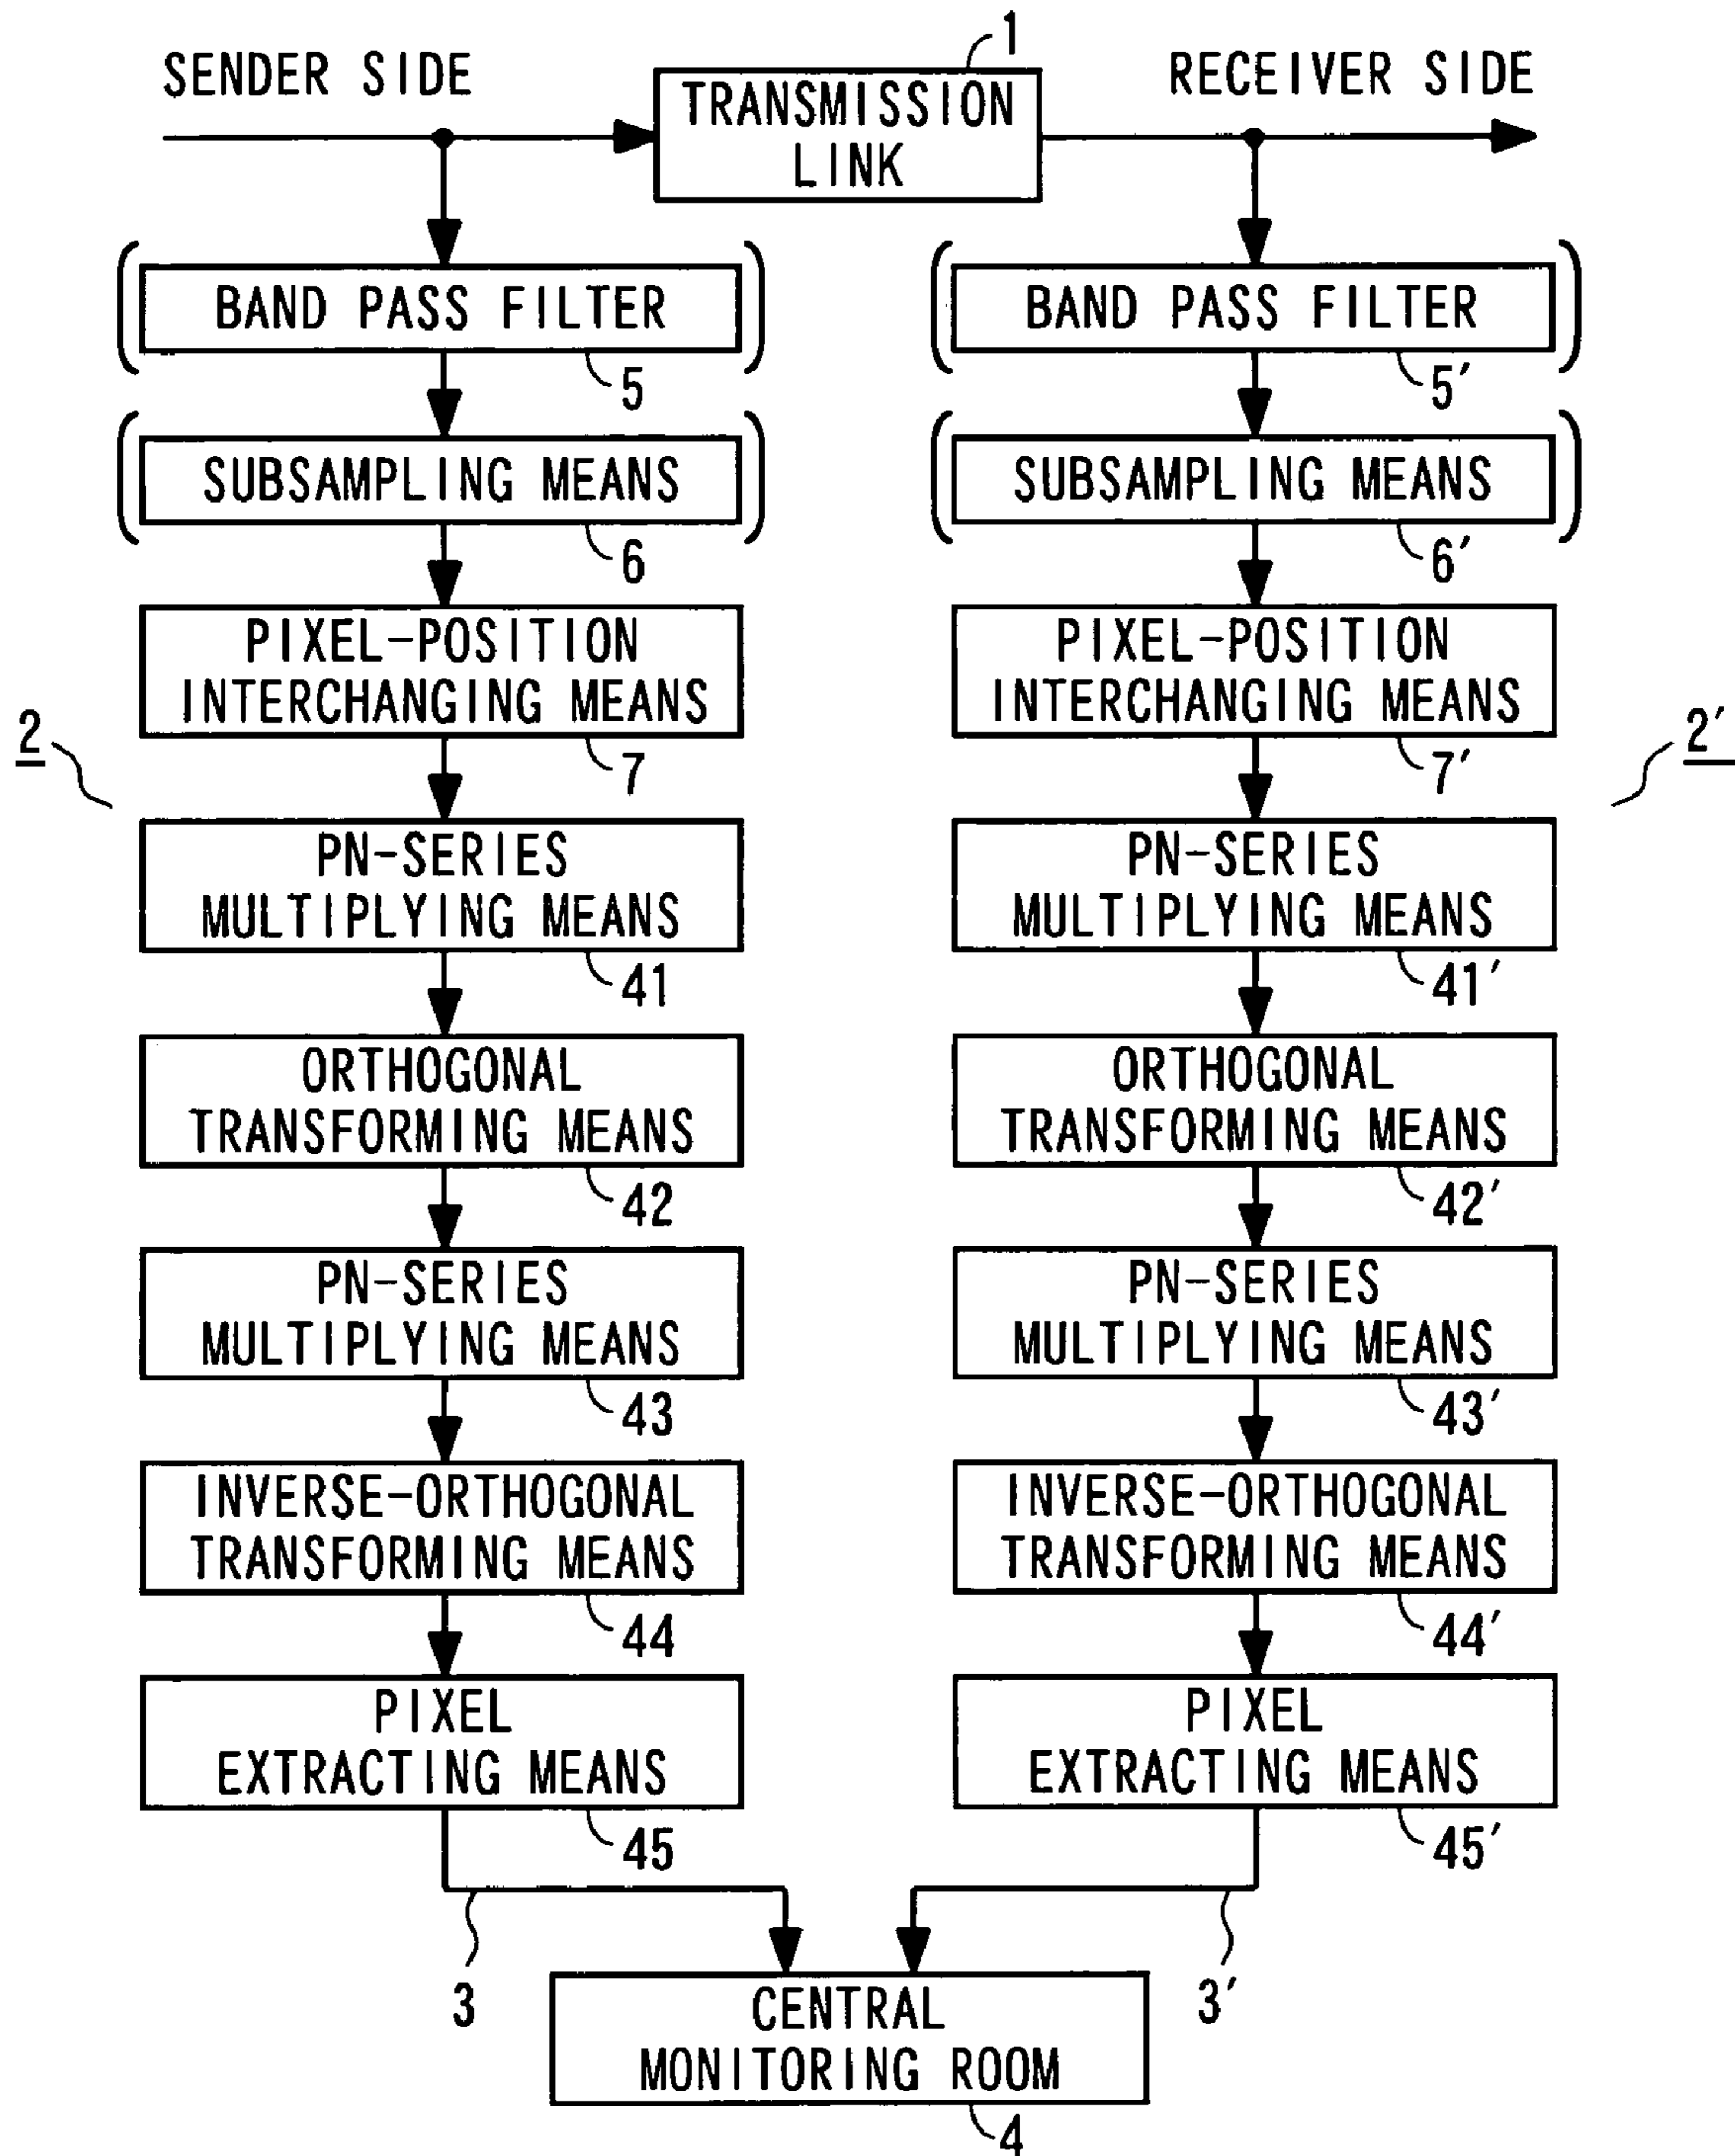 1
SENDER SIDE
TRANSMISSION
LINK
RECEIVER SIDE
BAND PASS FILTER
5
BAND PASS FILTER
5'
SUBSAMPLING MEANS
6
SUBSAMPLING MEANS
6'
PIXEL-POSITION
INTERCHANGING MEANS
7
PIXEL-POSITION
INTERCHANGING MEANS
7'
2
2'
PN-SERIES
MULTIPLYING MEANS
41
PN-SERIES
MULTIPLYING MEANS
41'
ORTHOGONAL
TRANSFORMING MEANS
42
ORTHOGONAL
TRANSFORMING MEANS
42'
PN-SERIES
MULTIPLYING MEANS
43
PN-SERIES
MULTIPLYING MEANS
43'
INVERSE-ORTHOGONAL
TRANSFORMING MEANS
44
INVERSE-ORTHOGONAL
TRANSFORMING MEANS
44'
PIXEL
EXTRACTING MEANS
45
PIXEL
EXTRACTING MEANS
45'
3
3'
CENTRAL
MONITORING ROOM
4